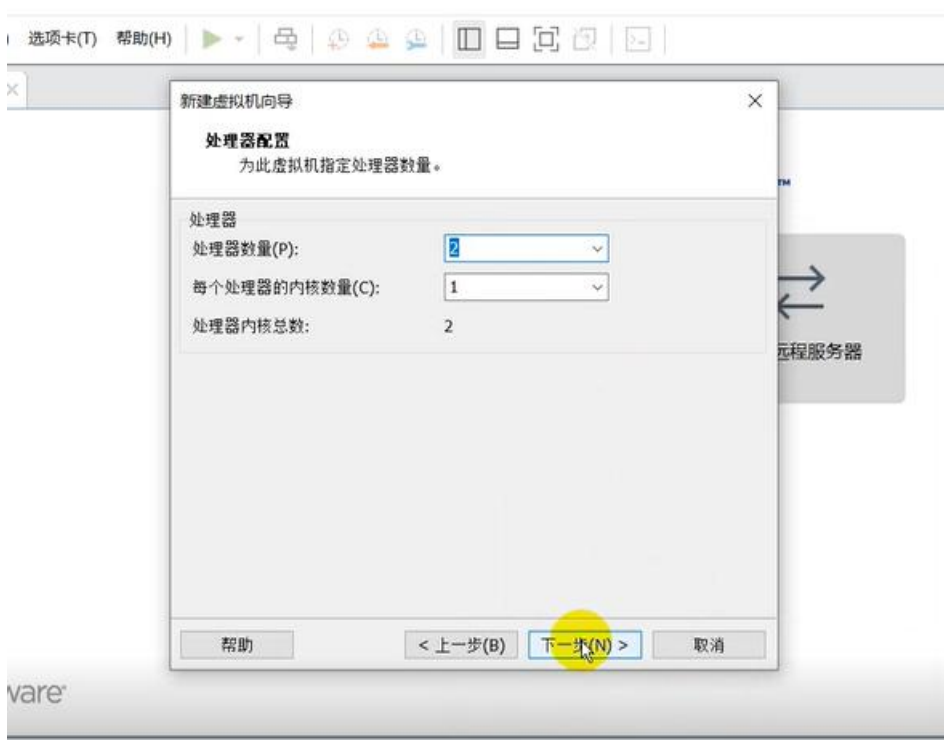 选项卡(T) 帮助(H)
新建虚拟机向导
处理器配置
为此虚拟机指定处理器数量。
TM
处理器
处理器数量(P): 2
每个处理器的内核数量(C): 1
处理器内核总数: 2
远程服务器
帮助 < 上一步(B) 下一步(N) > 取消
ware